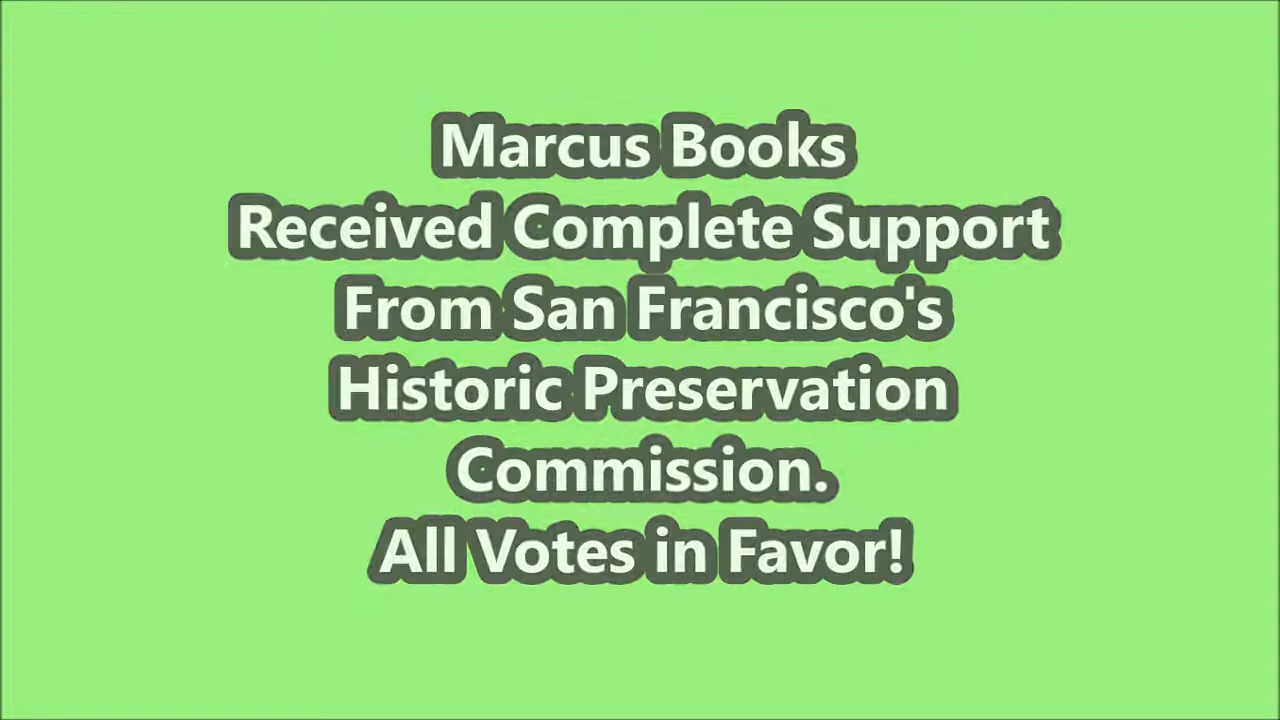 Marcus Books
Received Complete Support
From San Francisco's
Historic Preservation
Commission.
All Votes in Favor!